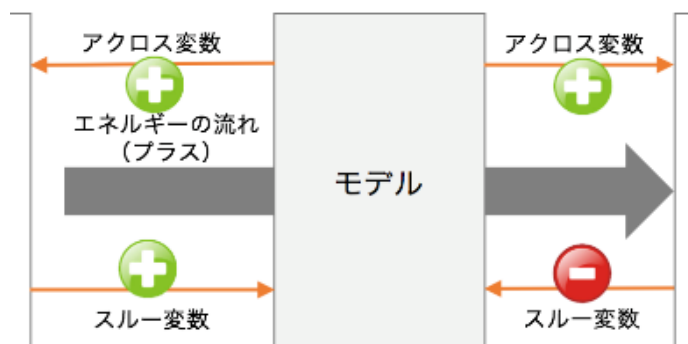 アクロス変数
アクロス変数
エネルギーの流れ
（プラス）
モデル
スルー変数
スルー変数